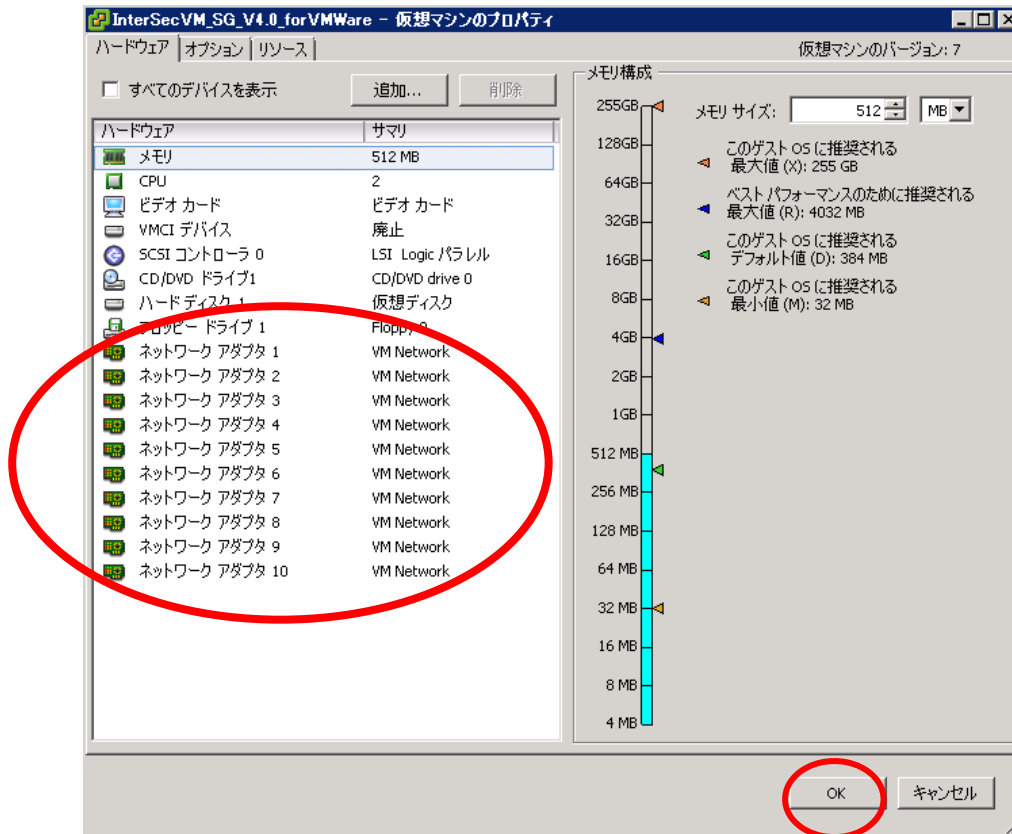 InterSecVM_SG_V4.0_forVMWare – 仮想マシンのプロパティ
ハードウェア オプション リソース 仮想マシンのバージョン: 7
すべてのデバイスを表示 追加... 削除
ハードウェア サマリ
メモリ 512 MB
CPU 2
ビデオ カード ビデオ カード
VMCI デバイス 廃止
SCSI コントローラ 0 LSI Logic パラレル
CD/DVD ドライブ1 CD/DVD drive 0
ハード ディスク 1 仮想ディスク
フロッピー ドライブ 1 Floppy 0
ネットワーク アダプタ 1 VM Network
ネットワーク アダプタ 2 VM Network
ネットワーク アダプタ 3 VM Network
ネットワーク アダプタ 4 VM Network
ネットワーク アダプタ 5 VM Network
ネットワーク アダプタ 6 VM Network
ネットワーク アダプタ 7 VM Network
ネットワーク アダプタ 8 VM Network
ネットワーク アダプタ 9 VM Network
ネットワーク アダプタ 10 VM Network
メモリ構成
255GB
128GB
64GB
32GB
16GB
8GB
4GB
2GB
1GB
512 MB
256 MB
128 MB
64 MB
32 MB
16 MB
8 MB
4 MB
メモリ サイズ: 512 MB
このゲスト OS に推奨される
最大値 (X): 255 GB
ベスト パフォーマンスのために推奨される
最大値 (R): 4032 MB
このゲスト OS に推奨される
デフォルト値 (D): 384 MB
このゲスト OS に推奨される
最小値 (M): 32 MB
OK キャンセル